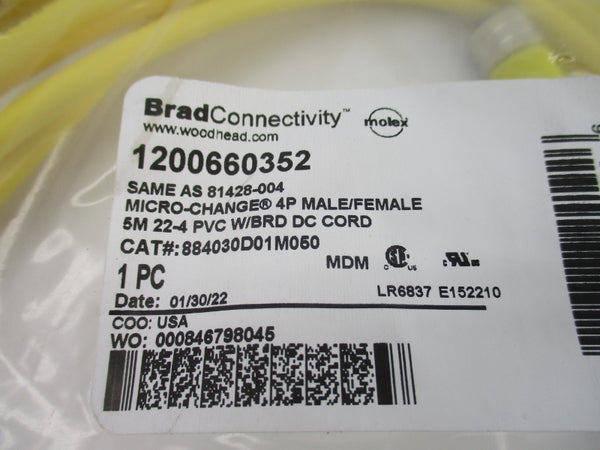 BradConnectivity™ molex
www.woodhead.com
1200660352
SAME AS 81428-004
MICRO-CHANGE® 4P MALE/FEMALE
5M 22-4 PVC W/BRD DC CORD
CAT#:884030D01M050
1 PC
MDM
Date: 01/30/22
LR6837 E152210
COO: USA
WO: 000846798045